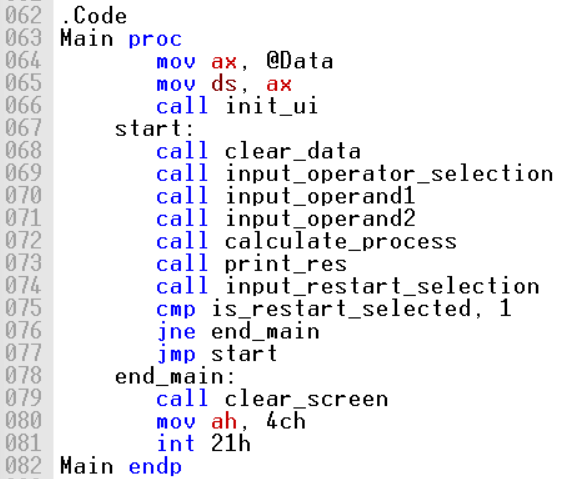 062 .Code
063 Main proc
064 mov ax, @Data
065 mov ds, ax
066 call init_ui
067 start:
068 call clear_data
069 call input_operator_selection
070 call input_operand1
071 call input_operand2
072 call calculate_process
073 call print_res
074 call input_restart_selection
075 cmp is_restart_selected, 1
076 jne end_main
077 jmp start
078 end_main:
079 call clear_screen
080 mov ah, 4ch
081 int 21h
082 Main endp